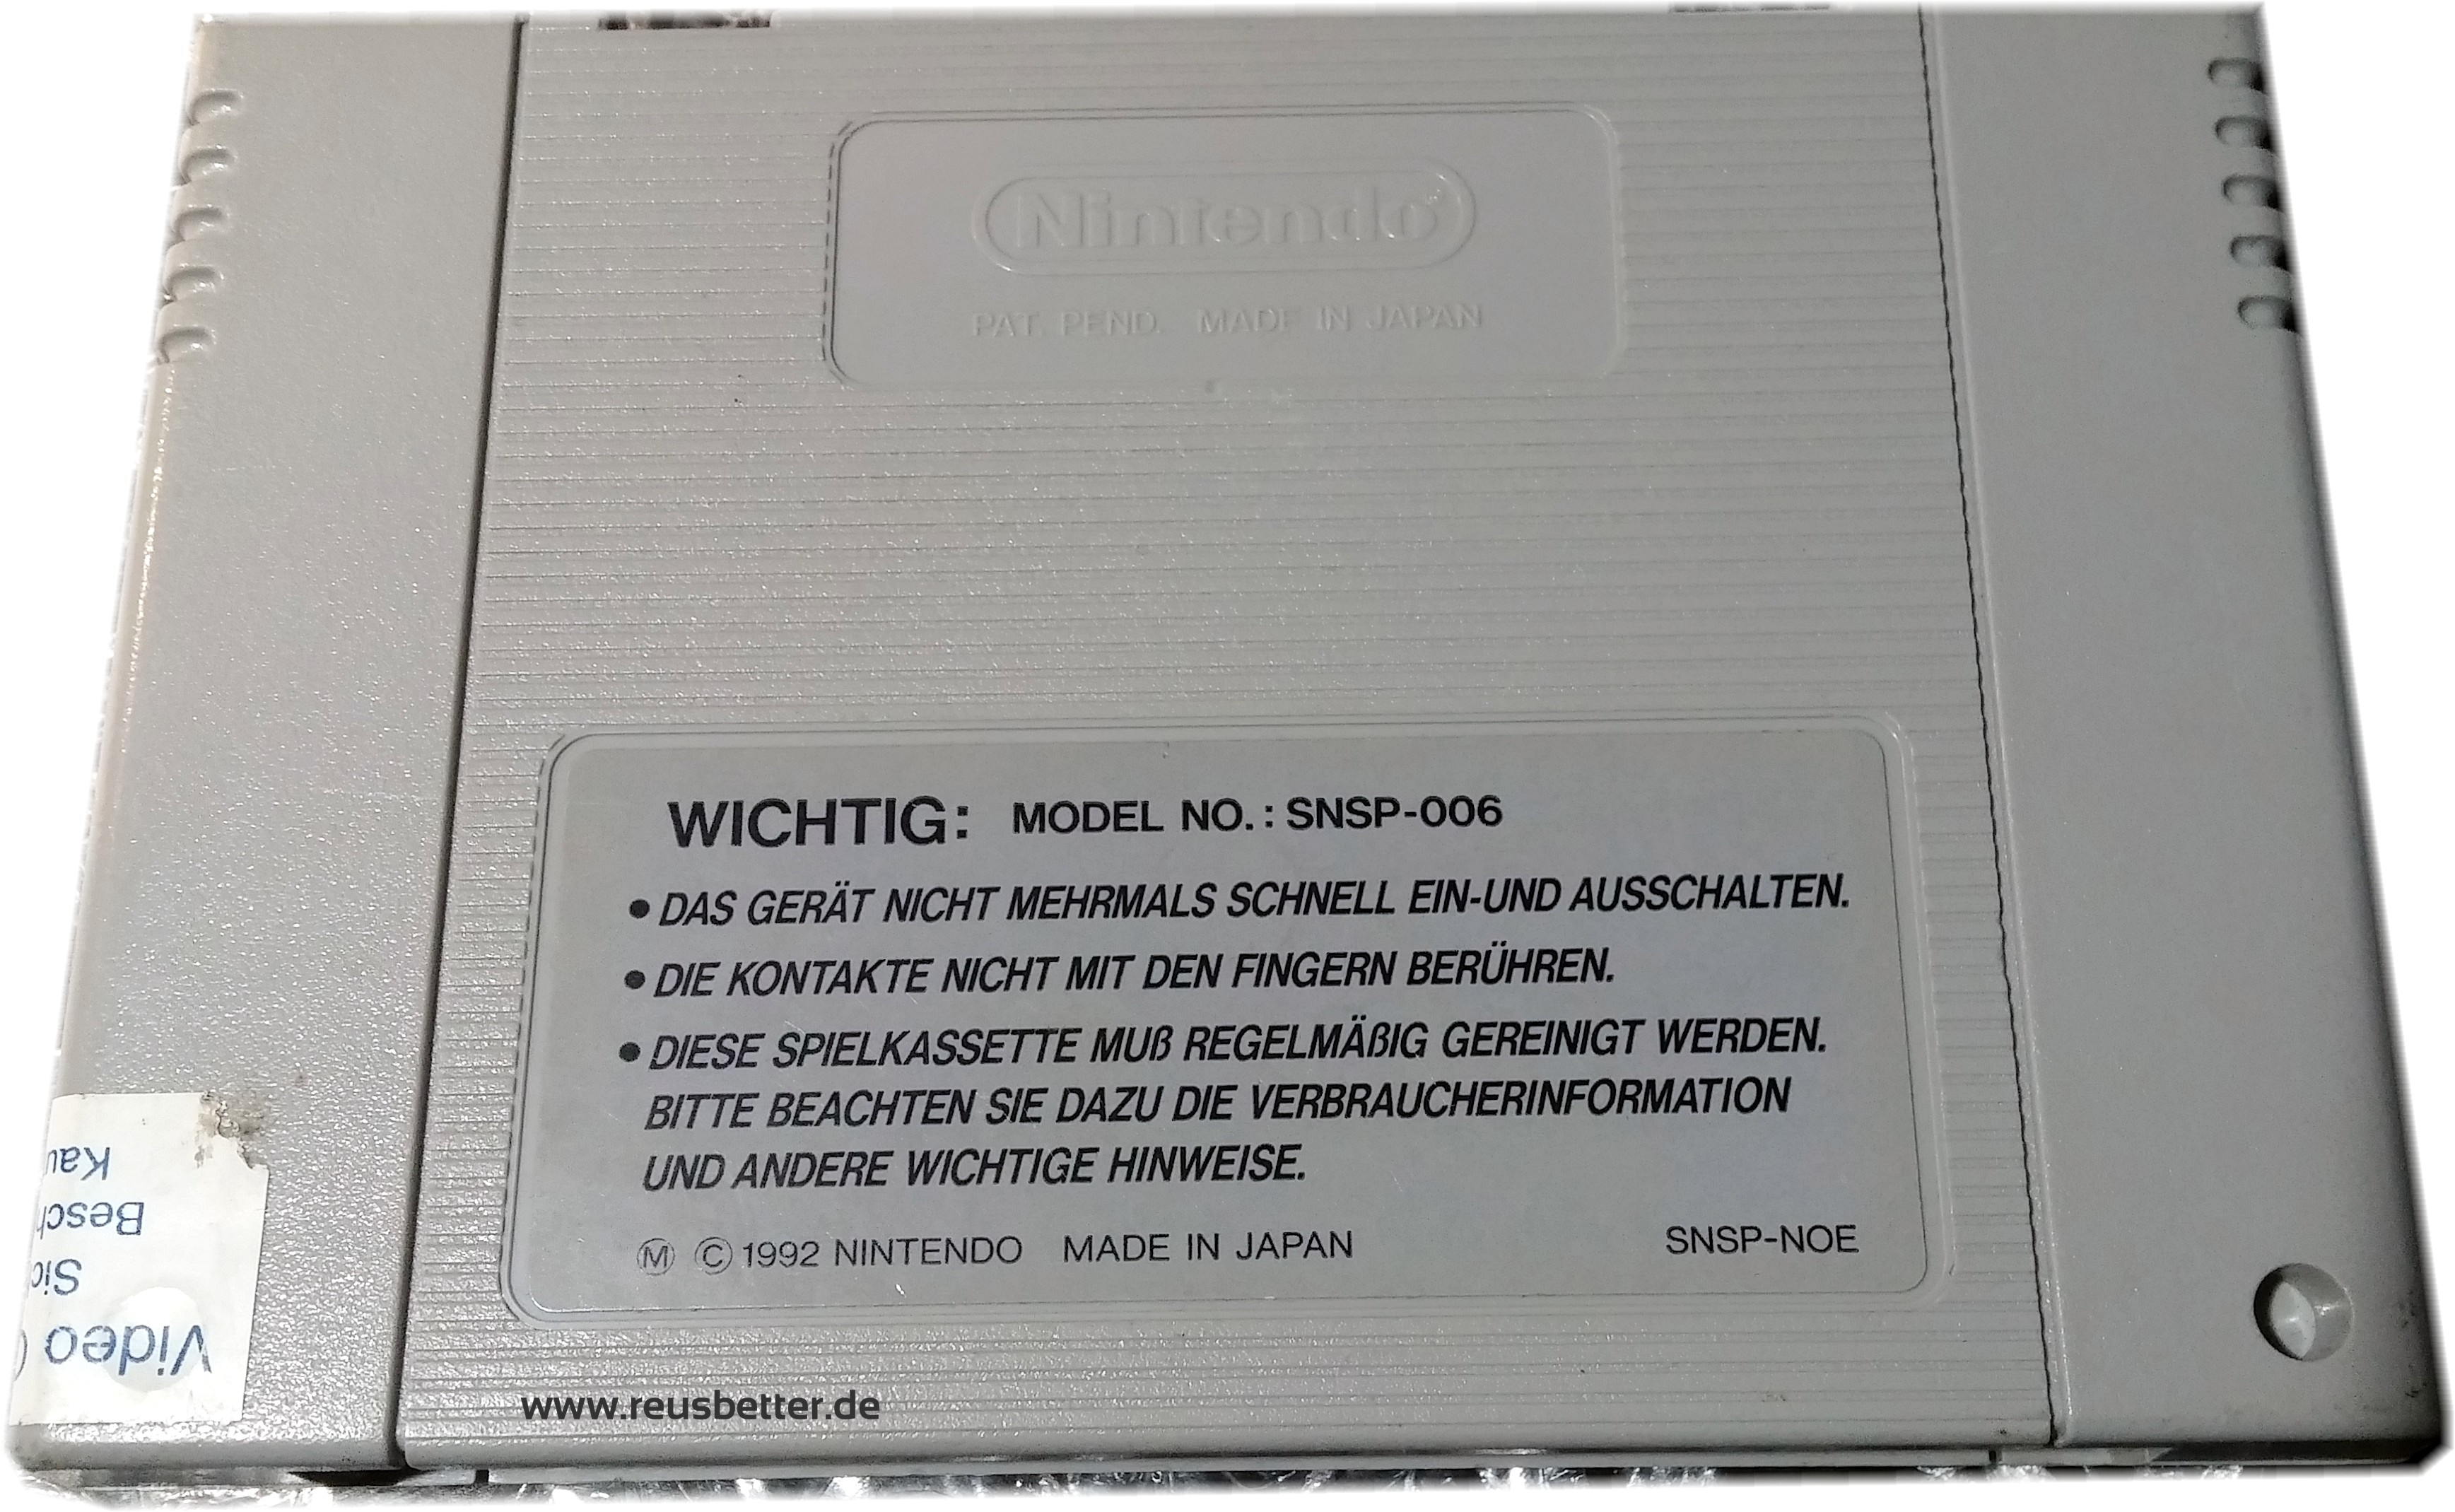 Nintendo
PAT. PEND. MADE IN JAPAN
WICHTIG: MODEL NO.: SNSP-006
• DAS GERÄT NICHT MEHRMALS SCHNELL EIN-UND AUSSCHALTEN.
• DIE KONTAKTE NICHT MIT DEN FINGERN BERÜHREN.
• DIESE SPIELKASSETTE MUß REGELMÄßIG GEREINIGT WERDEN.
BITTE BEACHTEN SIE DAZU DIE VERBRAUCHERINFORMATION
UND ANDERE WICHTIGE HINWEISE.
Ⓜ © 1992 NINTENDO MADE IN JAPAN SNSP-NOE
Video
www.reusbetter.de